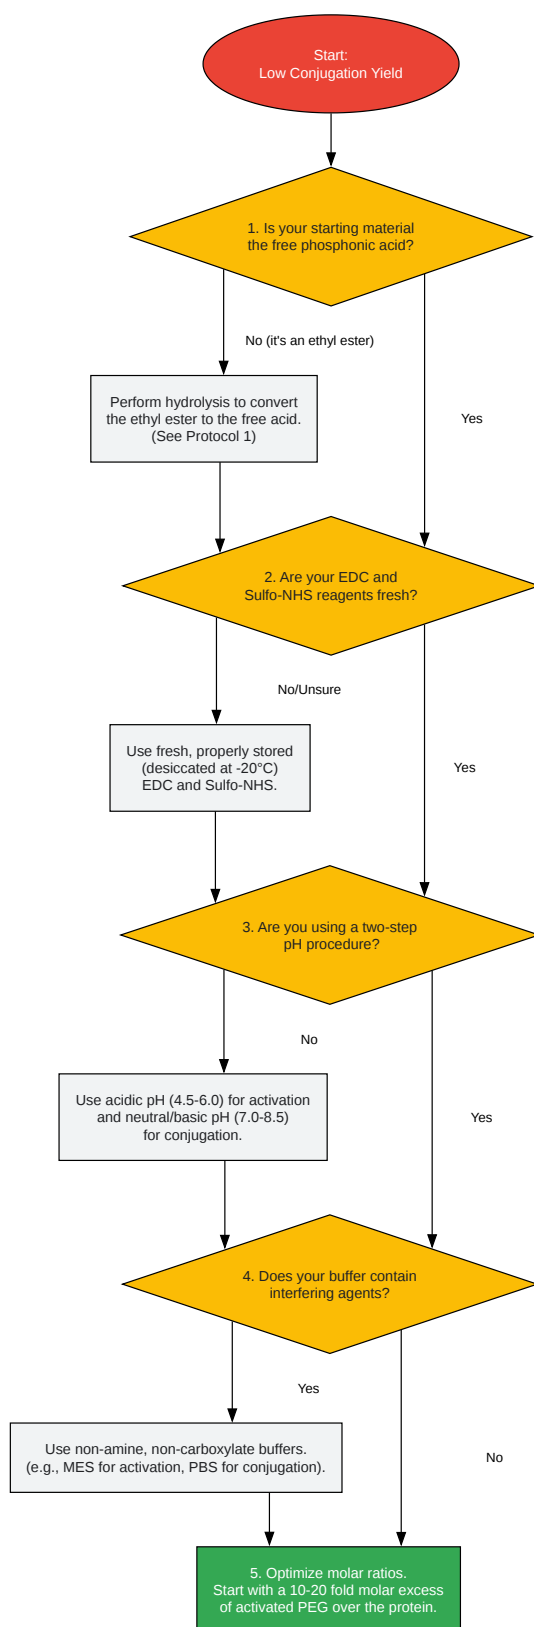 Start:
Low Conjugation Yield
1. Is your starting material
the free phosphonic acid?
No (it's an ethyl ester)
Perform hydrolysis to convert
the ethyl ester to the free acid.
(See Protocol 1)
Yes
2. Are your EDC and
Sulfo-NHS reagents fresh?
No/Unsure
Use fresh, properly stored
(desiccated at -20°C)
EDC and Sulfo-NHS.
Yes
3. Are you using a two-step
pH procedure?
No
Use acidic pH (4.5-6.0) for activation
and neutral/basic pH (7.0-8.5)
for conjugation.
Yes
4. Does your buffer contain
interfering agents?
Yes
Use non-amine, non-carboxylate buffers.
(e.g., MES for activation, PBS for conjugation).
No
5. Optimize molar ratios.
Start with a 10-20 fold molar excess
of activated PEG over the protein.